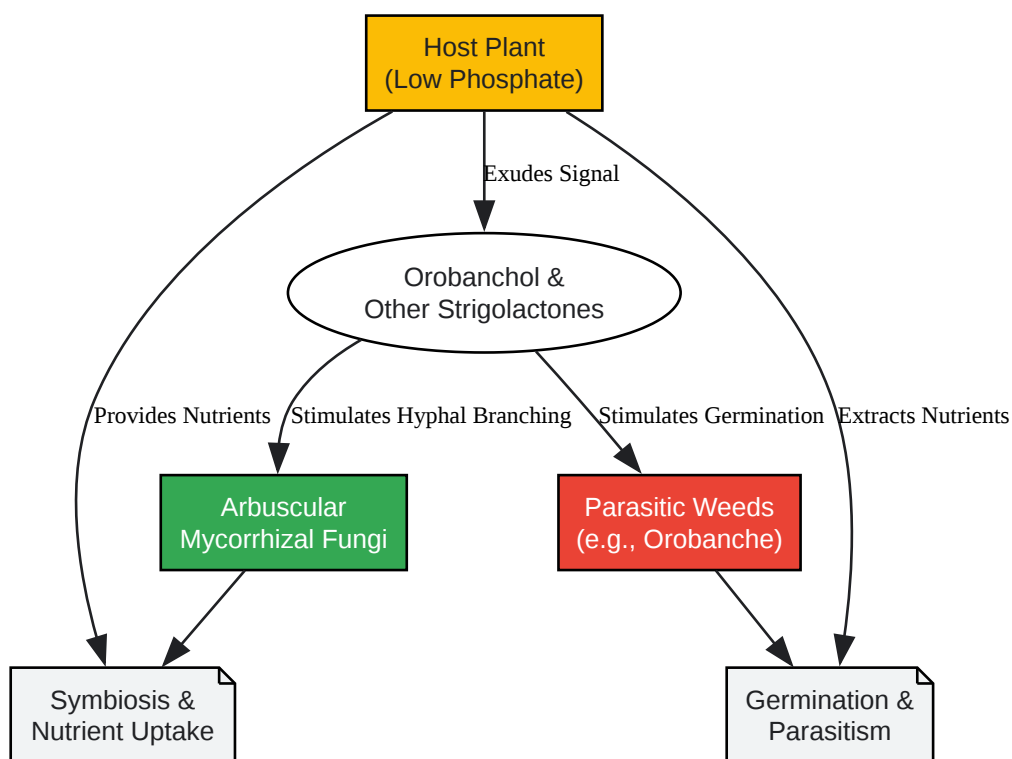 Host Plant
(Low Phosphate)
Exudes Signal
Orobanchol &
Other Strigolactones
Provides Nutrients
Stimulates Hyphal Branching
Stimulates Germination
Extracts Nutrients
Arbuscular
Mycorrhizal Fungi
Parasitic Weeds
(e.g., Orobanche)
Symbiosis &
Nutrient Uptake
Germination &
Parasitism